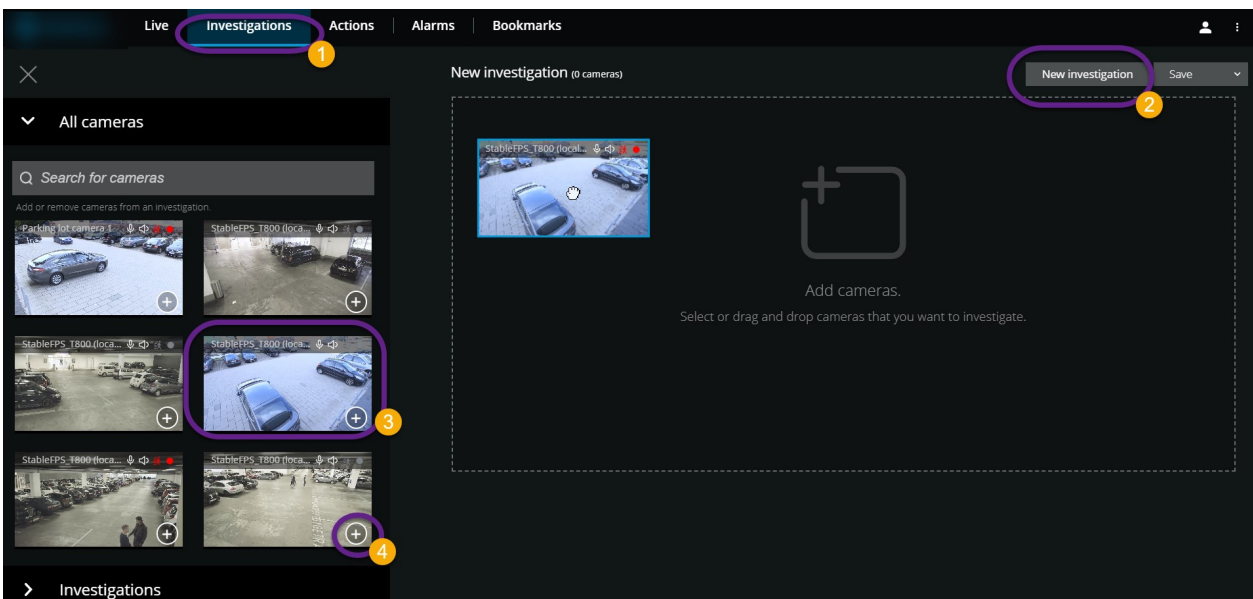 Live Investigations Actions Alarms Bookmarks
1
New investigation (0 cameras)
New investigation Save
2
All cameras
Search for cameras
Add or remove cameras from an investigation.
Parking lot camera 1
StableFPS_T800 (loca...
StableFPS_T800 (local...
StableFPS_T800 (loca...
StableFPS_T800 (loca...
3
StableFPS_T800 (loca...
StableFPS_T800 (loca...
4
Add cameras.
Select or drag and drop cameras that you want to investigate.
Investigations